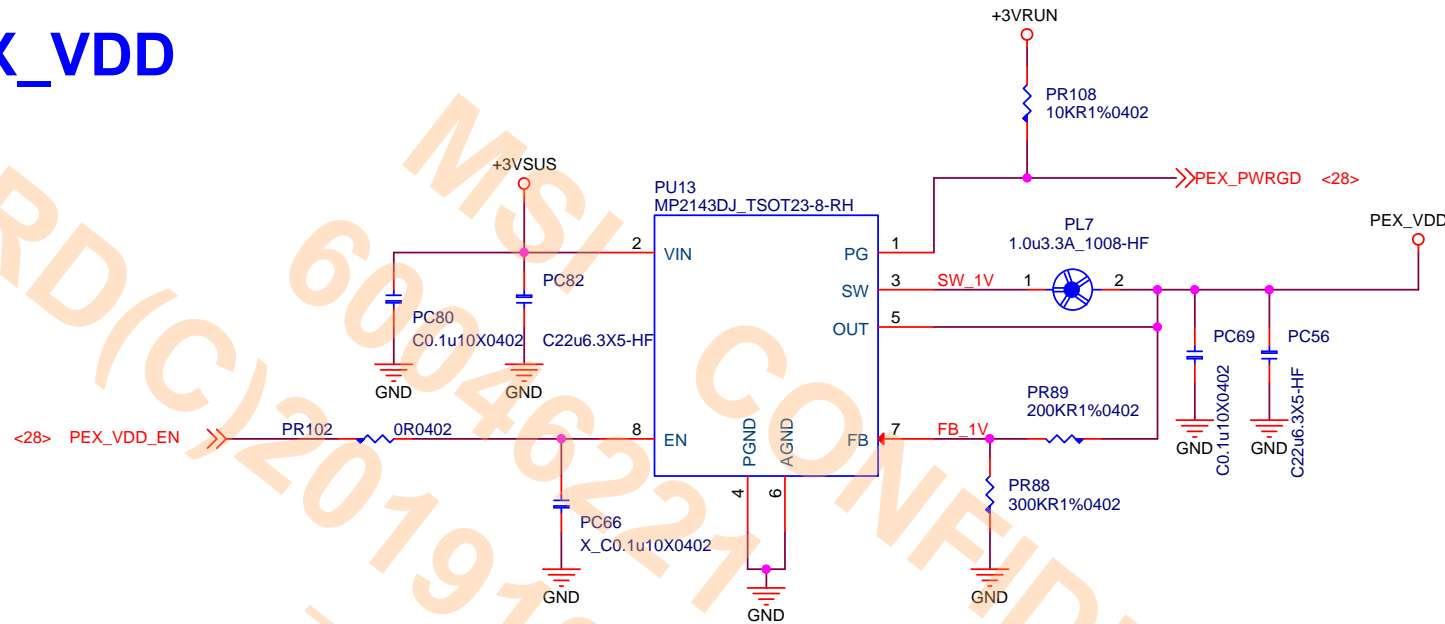 X_VDD
+3VRUN
PR108
10KR1%0402
+3VSUS
PEX_PWRGD <28>
PU13
MP2143DJ_TSOT23-8-RH
PL7
1.0u3.3A_1008-HF
PEX_VDD
2 VIN
PG 1
SW 3 SW_1V 1 2
OUT 5
PC82
C22u6.3X5-HF
PC80
C0.1u10X0402
GND
GND
PC69
C0.1u10X0402
PC56
C22u6.3X5-HF
GND
GND
PR89
200KR1%0402
<28> PEX_VDD_EN
PR102 0R0402
8 EN
FB 7 FB_1V
PGND
AGND
4
6
PR88
300KR1%0402
PC66
X_C0.1u10X0402
GND
GND
GND
MSI
60046221
CONFID
RD(C)20191